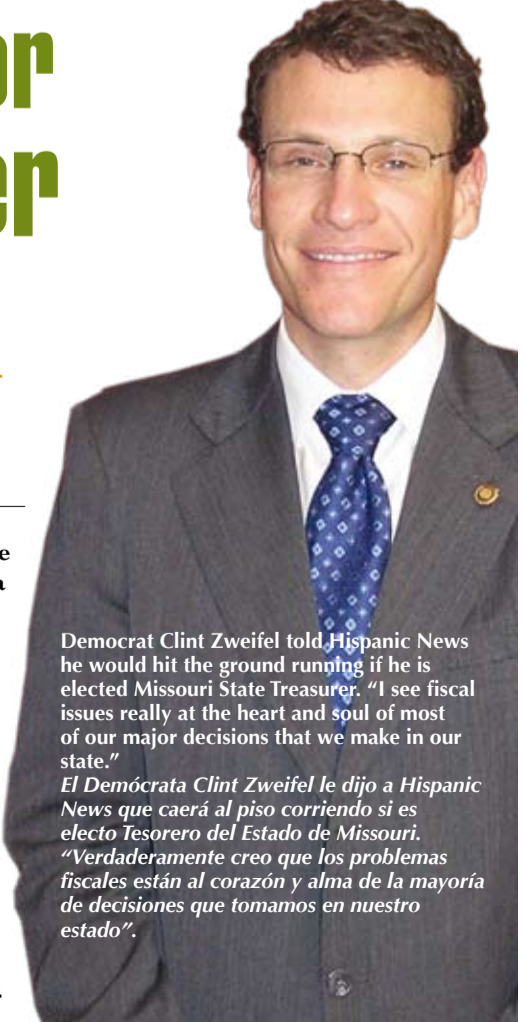 or
er
e
a
Democrat Clint Zweifel told Hispanic News
he would hit the ground running if he is
elected Missouri State Treasurer. “I see fiscal
issues really at the heart and soul of most
of our major decisions that we make in our
state.”
El Demócrata Clint Zweifel le dijo a Hispanic
News que caerá al piso corriendo si es
electo Tesorero del Estado de Missouri.
“Verdaderamente creo que los problemas
fiscales están al corazón y alma de la mayoría
de decisiones que tomamos en nuestro
estado”.